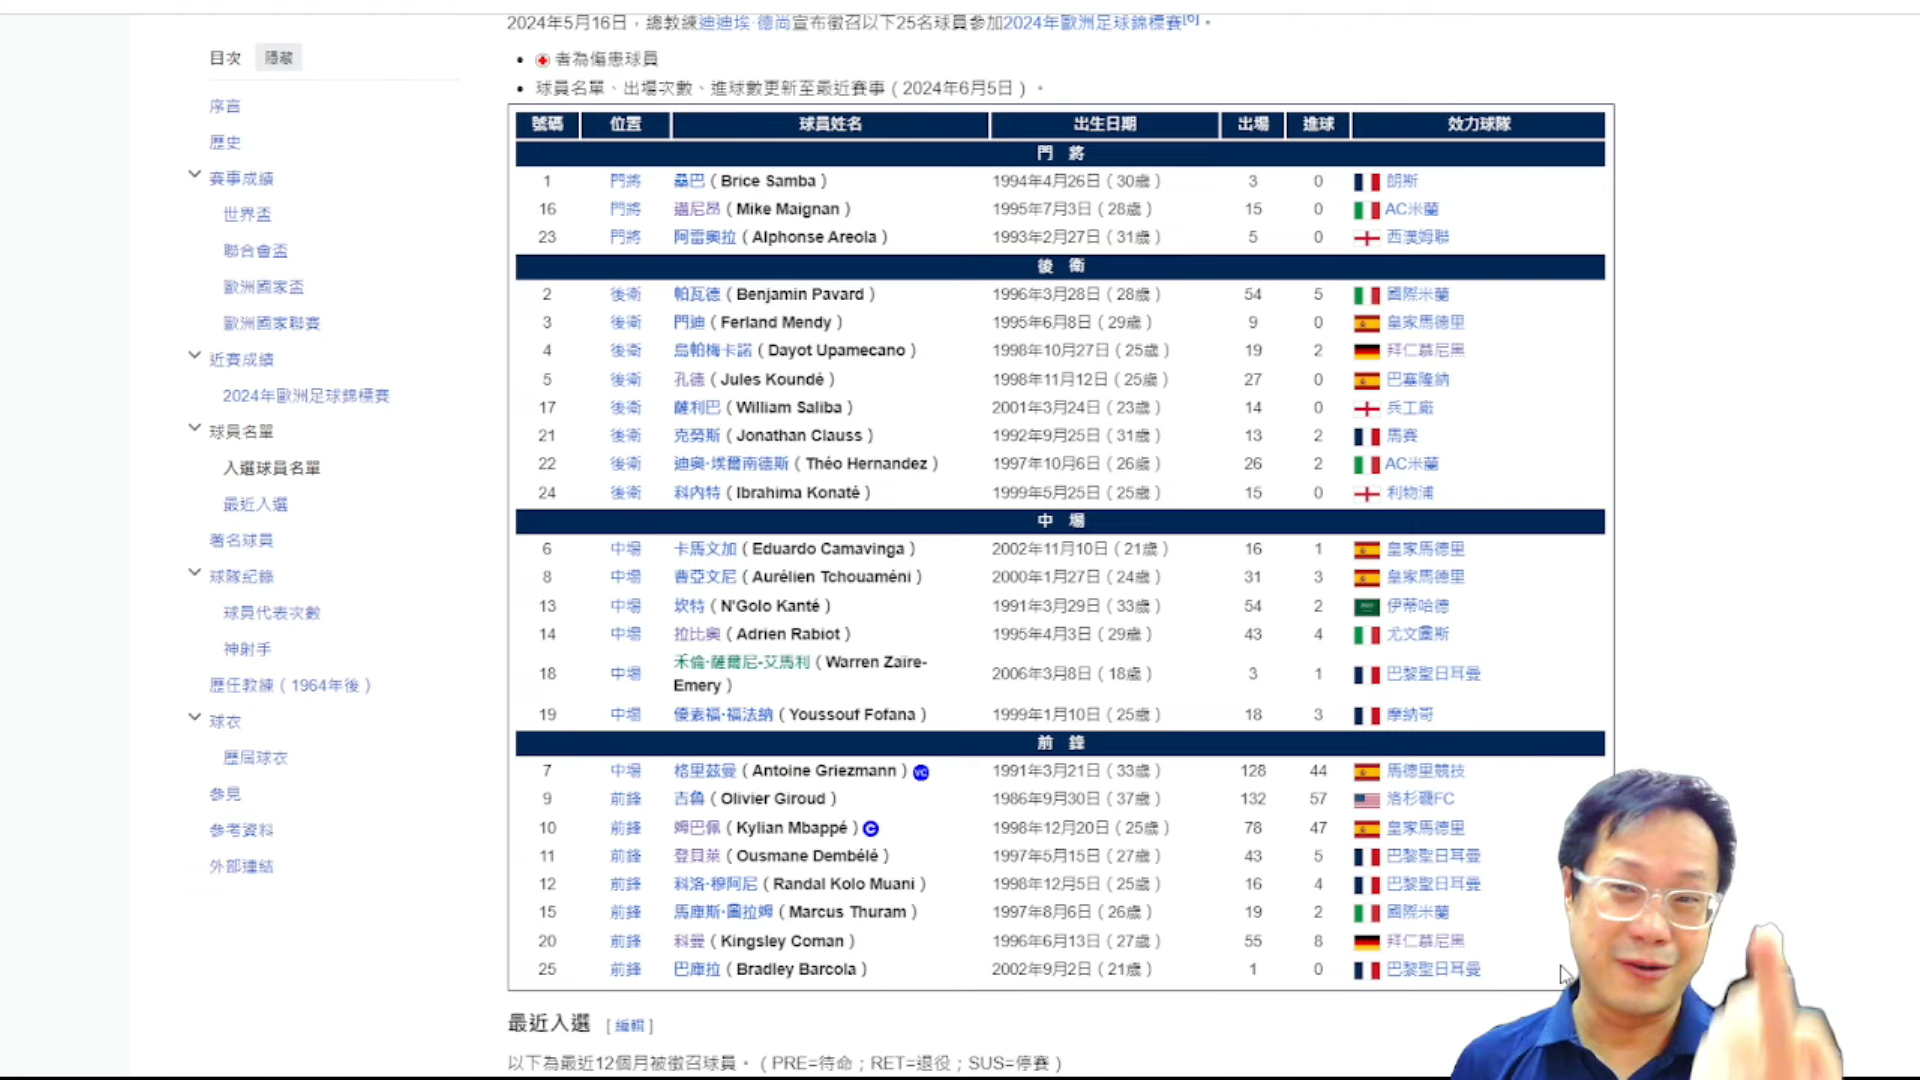 2024年5月16日，總教練迪迪埃·德尚宣布徵召以下25名球員參加2024年歐洲足球錦標賽[6]。
目次 隱藏
者為傷患球員
球員名單、出場次數、進球數更新至最近賽事（2024年6月5日）。
序言
歷史
賽事成績
世界盃
聯合會盃
歐洲國家盃
歐洲國家聯賽
近賽成績
2024年歐洲足球錦標賽
球員名單
入選球員名單
最近入選
著名球員
球隊紀錄
球員代表次數
神射手
歷任教練（1964年後）
球衣
歷屆球衣
參見
參考資料
外部連結
號碼 位置 球員姓名 出生日期 出場 進球 效力球隊
門 將
1 門將 桑巴（Brice Samba） 1994年4月26日（30歲） 3 0 朗斯
16 門將 邁尼昂（Mike Maignan） 1995年7月3日（28歲） 15 0 AC米蘭
23 門將 阿雷奧拉（Alphonse Areola） 1993年2月27日（31歲） 5 0 西漢姆聯
後 衛
2 後衛 帕瓦德（Benjamin Pavard） 1996年3月28日（28歲） 54 5 國際米蘭
3 後衛 門迪（Ferland Mendy） 1995年6月8日（29歲） 9 0 皇家馬德里
4 後衛 烏帕梅卡諾（Dayot Upamecano） 1998年10月27日（25歲） 19 2 拜仁慕尼黑
5 後衛 孔德（Jules Koundé） 1998年11月12日（25歲） 27 0 巴塞隆納
17 後衛 薩利巴（William Saliba） 2001年3月24日（23歲） 14 0 兵工廠
21 後衛 克勞斯（Jonathan Clauss） 1992年9月25日（31歲） 13 2 馬賽
22 後衛 迪奧·埃爾南德斯（Théo Hernandez） 1997年10月6日（26歲） 26 2 AC米蘭
24 後衛 科內特（Ibrahima Konaté） 1999年5月25日（25歲） 15 0 利物浦
中 場
6 中場 卡馬文加（Eduardo Camavinga） 2002年11月10日（21歲） 16 1 皇家馬德里
8 中場 曹亞文尼（Aurélien Tchouaméni） 2000年1月27日（24歲） 31 3 皇家馬德里
13 中場 坎特（N'Golo Kanté） 1991年3月29日（33歲） 54 2 伊蒂哈德
14 中場 拉比奧（Adrien Rabiot） 1995年4月3日（29歲） 43 4 尤文圖斯
18 中場 禾倫·薩爾尼-艾馬利（Warren Zaïre-Emery） 2006年3月8日（18歲） 3 1 巴黎聖日耳曼
19 中場 優素福·福法納（Youssouf Fofana） 1999年1月10日（25歲） 18 3 摩納哥
前 鋒
7 中場 格里茲曼（Antoine Griezmann） VC 1991年3月21日（33歲） 128 44 馬德里競技
9 前鋒 吉魯（Olivier Giroud） 1986年9月30日（37歲） 132 57 洛杉磯FC
10 前鋒 姆巴佩（Kylian Mbappé） C 1998年12月20日（25歲） 78 47 皇家馬德里
11 前鋒 登貝萊（Ousmane Dembélé） 1997年5月15日（27歲） 43 5 巴黎聖日耳曼
12 前鋒 科洛·穆阿尼（Randal Kolo Muani） 1998年12月5日（25歲） 16 4 巴黎聖日耳曼
15 前鋒 馬庫斯·圖拉姆（Marcus Thuram） 1997年8月6日（26歲） 19 2 國際米蘭
20 前鋒 科曼（Kingsley Coman） 1996年6月13日（27歲） 55 8 拜仁慕尼黑
25 前鋒 巴庫拉（Bradley Barcola） 2002年9月2日（21歲） 1 0 巴黎聖日耳曼
最近入選 [編輯]
以下為最近12個月被徵召球員。（PRE=待命；RET=退役；SUS=停賽）